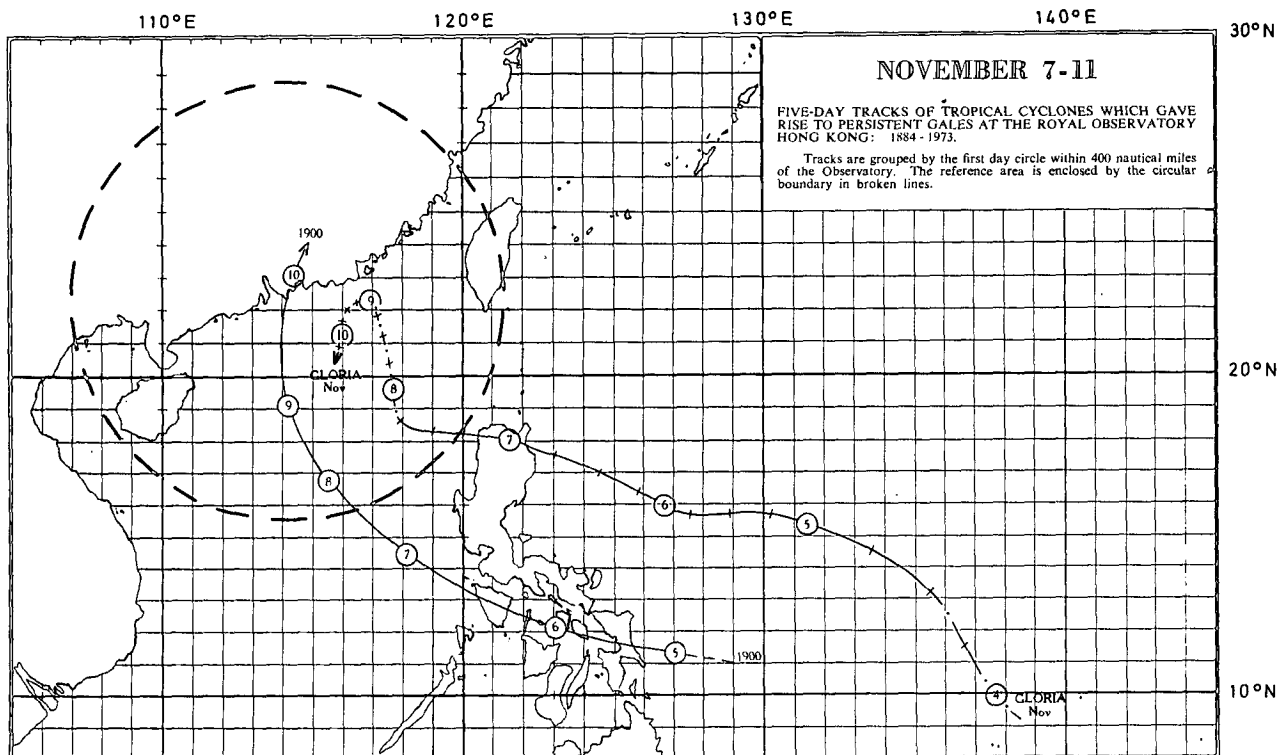 110°E 120°E 130°E 140°E
30°N
NOVEMBER 7-11
FIVE-DAY TRACKS OF TROPICAL CYCLONES WHICH GAVE
RISE TO PERSISTENT GALES AT THE ROYAL OBSERVATORY
HONG KONG: 1884-1973.
Tracks are grouped by the first day circle within 400 nautical miles
of the Observatory. The reference area is enclosed by the circular
boundary in broken lines.
1900
10
9
10
GLORIA
Nov
20°N
8
9
7
8
6
5
7
6
5
1900
4
GLORIA
Nov
10°N